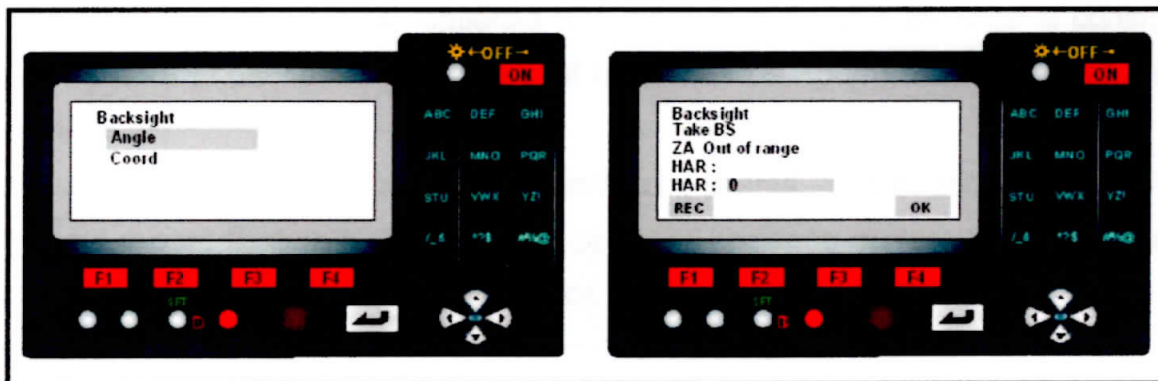 ←OFF→
ON
Backsight
Angle
Coord
ABC DEF GHI
JKL MNO PQR
STU VWX YZ!
/_&
F1 F2 F3 F4
SFT
←OFF→
ON
Backsight
Take BS
ZA Out of range
HAR :
HAR : 0
REC OK
ABC DEF GHI
JKL MNO PQR
STU VWX YZ!
/_&
F1 F2 F3 F4
SFT